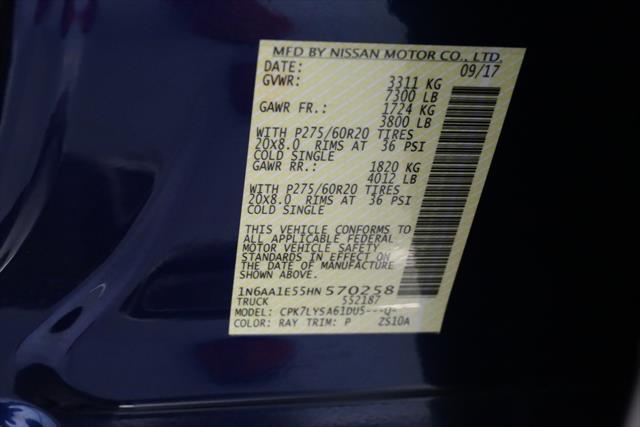 MFD BY NISSAN MOTOR CO., LTD.
DATE: 09/17
GVWR: 3311 KG
7300 LB
GAWR FR.: 1724 KG
3800 LB
WITH P275/60R20 TIRES
20X8.0 RIMS AT 36 PSI
COLD SINGLE
GAWR RR.: 1820 KG
4012 LB
WITH P275/60R20 TIRES
20X8.0 RIMS AT 36 PSI
COLD SINGLE
THIS VEHICLE CONFORMS TO
ALL APPLICABLE FEDERAL
MOTOR VEHICLE SAFETY
STANDARDS IN EFFECT ON
THE DATE OF MANUFACTURE
SHOWN ABOVE.
1N6AA1E55HN570258
TRUCK 552187
MODEL: CPK7LYSA61DU5---Q-
COLOR: RAY TRIM: P ZS10A